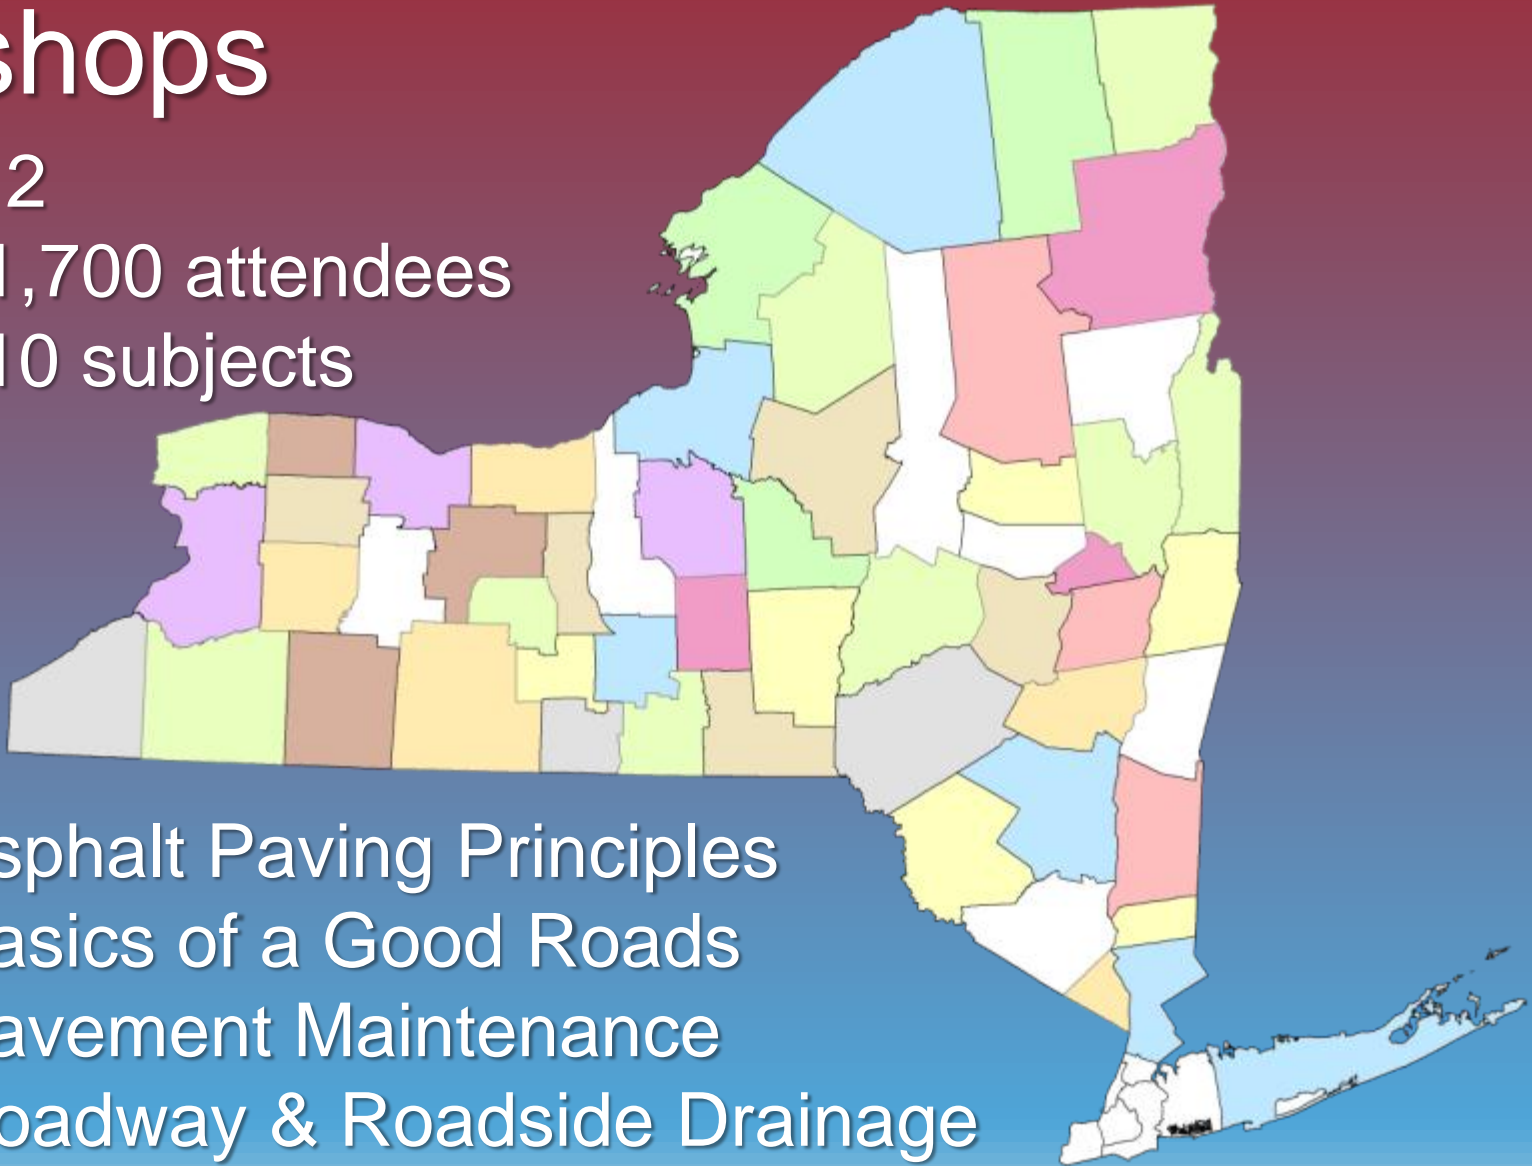 shops
2
1,700 attendees
10 subjects
sphalt Paving Principles
asics of a Good Roads
avement Maintenance
oadway & Roadside Drainage